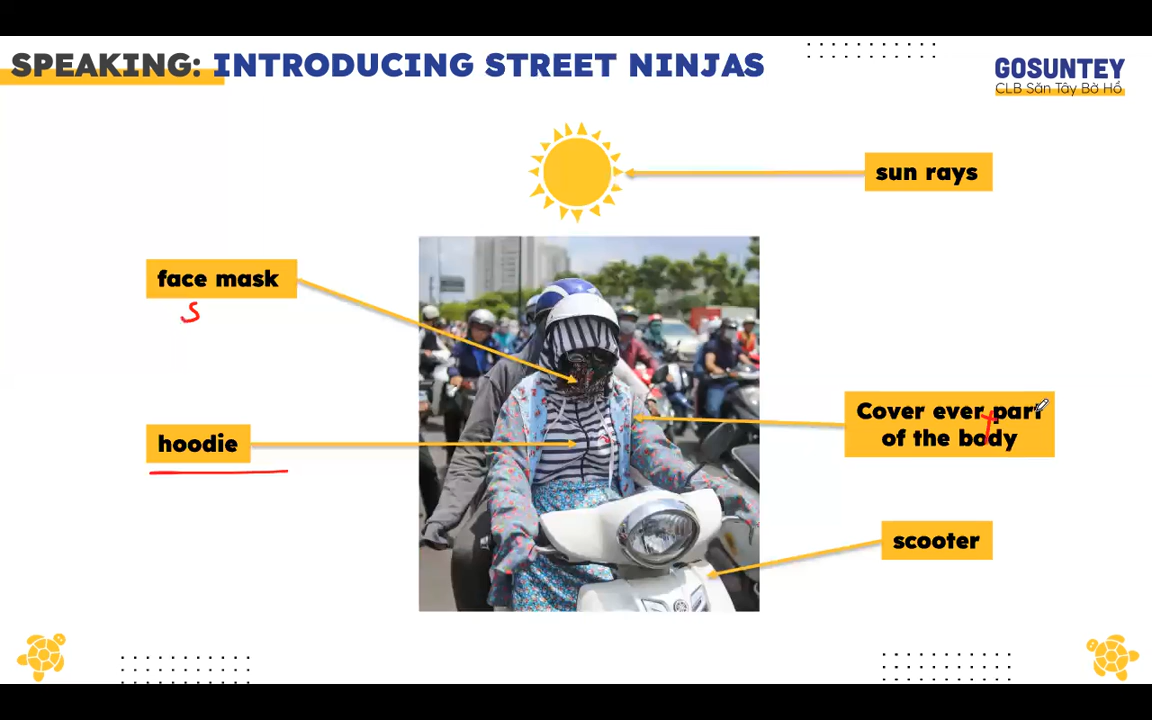 SPEAKING: INTRODUCING STREET NINJAS
GOSUNTEY
CLB Săn Tây Bờ Hồ
sun rays
face mask
s
Cover ever part
of the body
hoodie
scooter